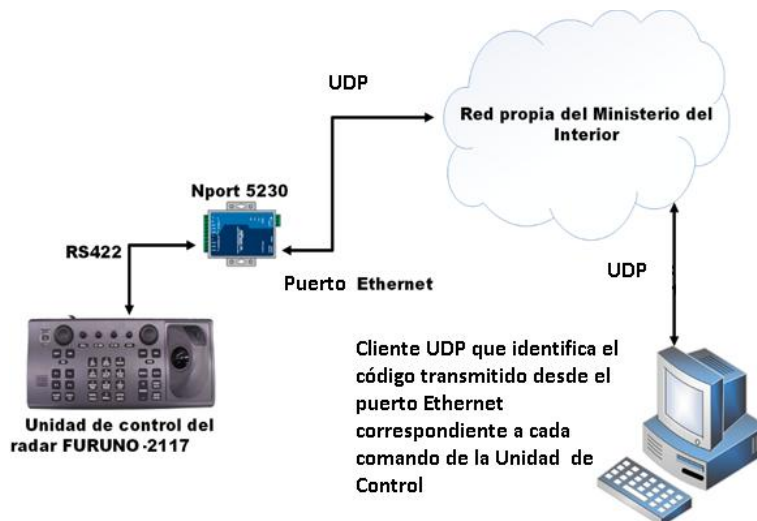 UDP
Red propia del Ministerio del
Interior
Nport 5230
RS422
Puerto Ethernet
UDP
Unidad de control del
radar FURUNO-2117
Cliente UDP que identifica el
código transmitido desde el
puerto Ethernet
correspondiente a cada
comando de la Unidad de
Control